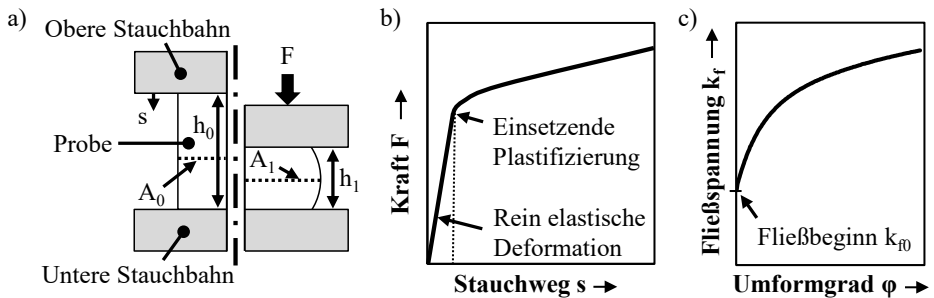 a)
Obere Stauchbahn
F
s
h0
Probe
A0
A1
h1
Untere Stauchbahn
b)
Kraft F
Einsetzende
Plastifizierung
Rein elastische
Deformation
Stauchweg s
c)
Fließspannung kf
Fließbeginn kf0
Umformgrad φ